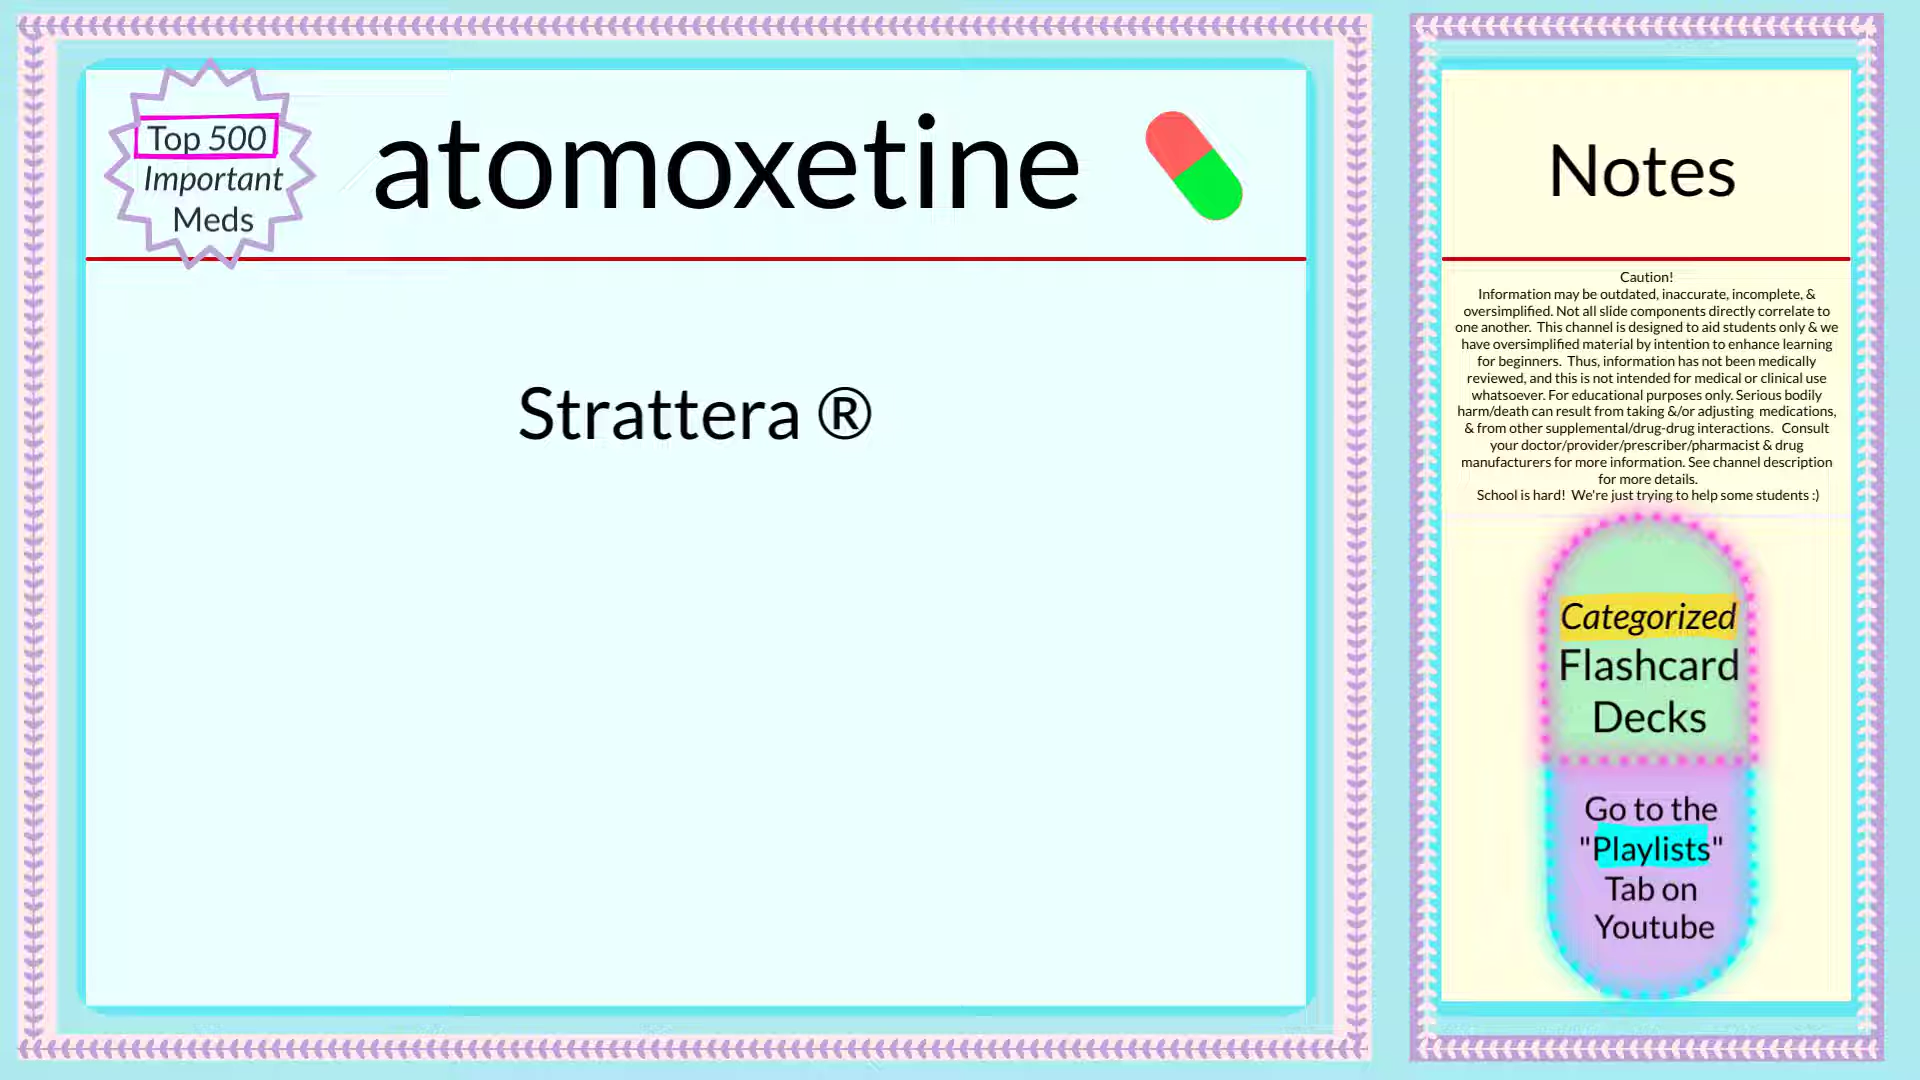 Top 500
Important
Meds
atomoxetine
Strattera ®
Notes
Caution!
Information may be outdated, inaccurate, incomplete, &
oversimplified. Not all slide components directly correlate to
one another. This channel is designed to aid students only & we
have oversimplified material by intention to enhance learning
for beginners. Thus, information has not been medically
reviewed, and this is not intended for medical or clinical use
whatsoever. For educational purposes only. Serious bodily
harm/death can result from taking &/or adjusting medications,
& from other supplemental/drug-drug interactions. Consult
your doctor/provider/prescriber/pharmacist & drug
manufacturers for more information. See channel description
for more details.
School is hard! We're just trying to help some students :)
Categorized
Flashcard
Decks
Go to the
"Playlists"
Tab on
Youtube